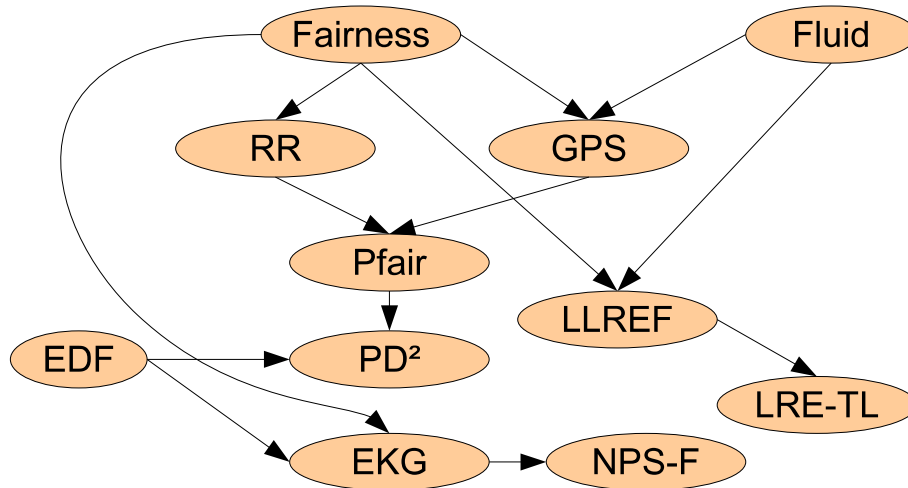 Fairness
Fluid
RR
GPS
Pfair
LLREF
EDF
PD²
LRE-TL
EKG
NPS-F